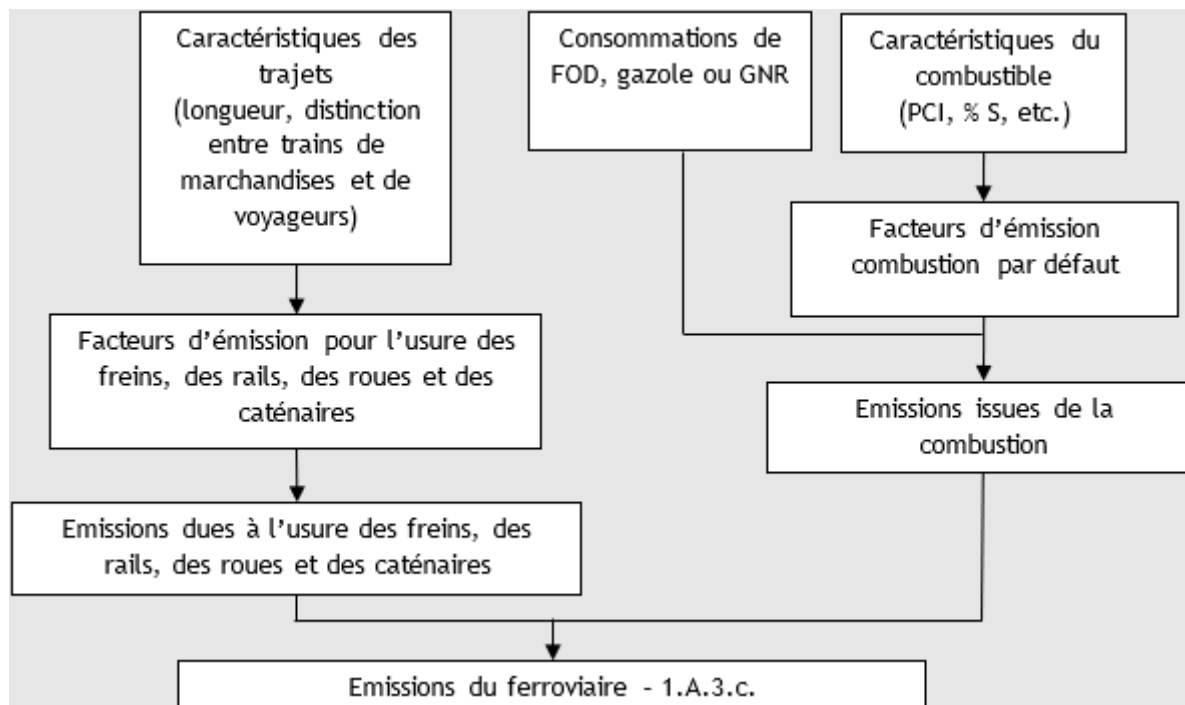 Caractéristiques des
trajets
(longueur, distinction
entre trains de
marchandises et de
voyageurs)
Consommations de
FOD, gazole ou GNR
Caractéristiques du
combustible
(PCI, % S, etc.)
Facteurs d'émission
combustion par défaut
Facteurs d'émission pour l'usure des
freins, des rails, des roues et des
caténaires
Emissions issues de la
combustion
Emissions dues à l'usure des freins, des
rails, des roues et des caténaires
Emissions du ferroviaire - 1.A.3.c.